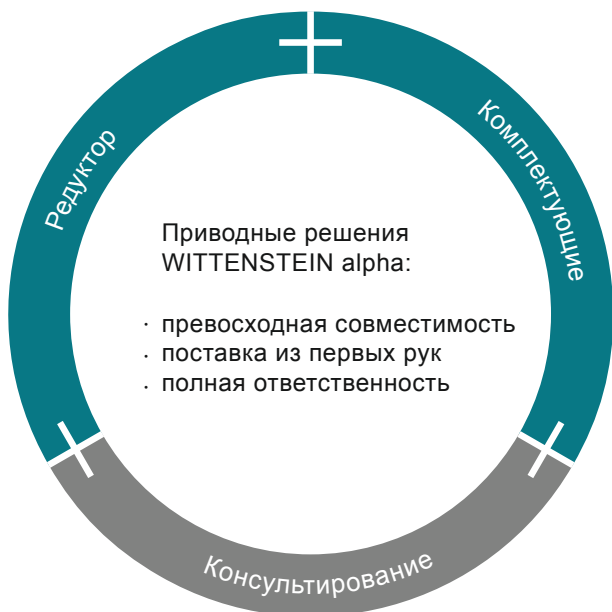 Редуктор
Комплектующие
Приводные решения
WITTENSTEIN alpha:
· превосходная совместимость
· поставка из первых рук
· полная ответственность
Консультирование